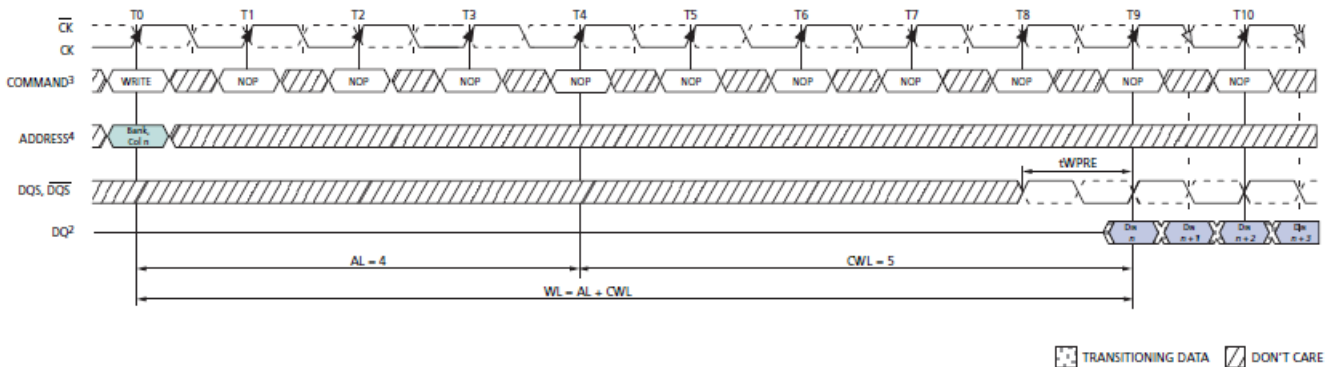 T0 T1 T2 T3 T4 T5 T6 T7 T8 T9 T10
CK
CK
COMMAND3 WRITE NOP NOP NOP NOP NOP NOP NOP NOP NOP NOP
ADDRESS4 Bank,
Col n
tWPRE
DQS, DQS
DQ2 Din Din Din Din
n n + 1 n + 2 n + 3
AL = 4 CWL = 5
WL = AL + CWL
TRANSITIONING DATA DON'T CARE